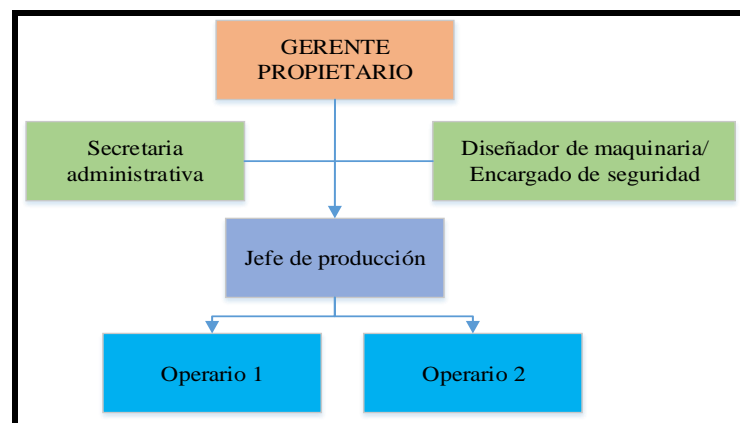 GERENTE
PROPIETARIO
Secretaria
administrativa
Diseñador de maquinaria/
Encargado de seguridad
Jefe de producción
Operario 1
Operario 2